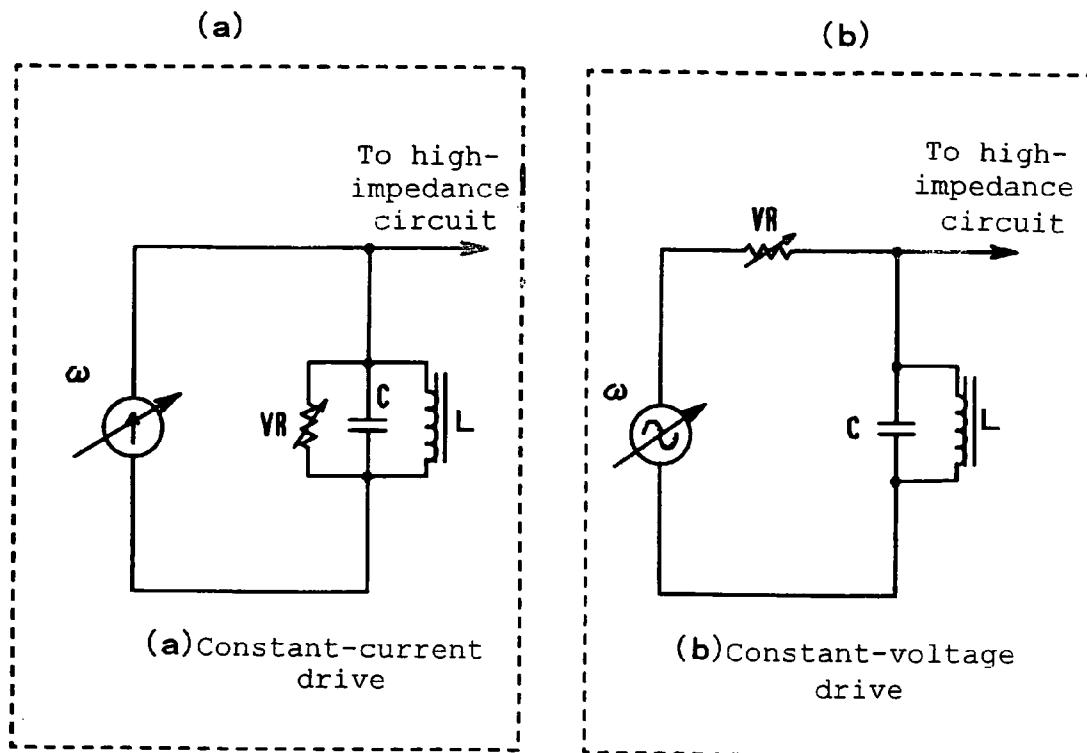 (a)
To high-
impedance
circuit
ω
VR
C
L
(a) Constant-current
drive
(b)
To high-
impedance
circuit
VR
ω
C
L
(b) Constant-voltage
drive